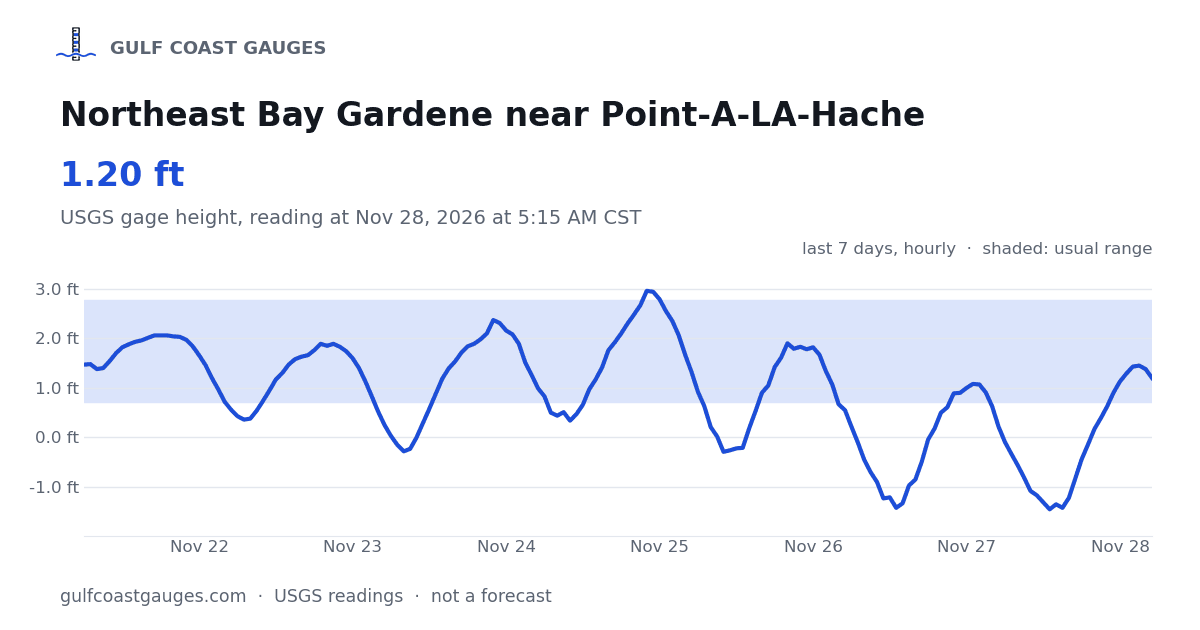 GULF COAST GAUGES
Northeast Bay Gardene near Point-A-LA-Hache
1.20 ft
USGS gage height, reading at Nov 28, 2026 at 5:15 AM CST
last 7 days, hourly · shaded: usual range
3.0 ft
2.0 ft
1.0 ft
0.0 ft
-1.0 ft
Nov 22 Nov 23 Nov 24 Nov 25 Nov 26 Nov 27 Nov 28
gulfcoastgauges.com · USGS readings · not a forecast